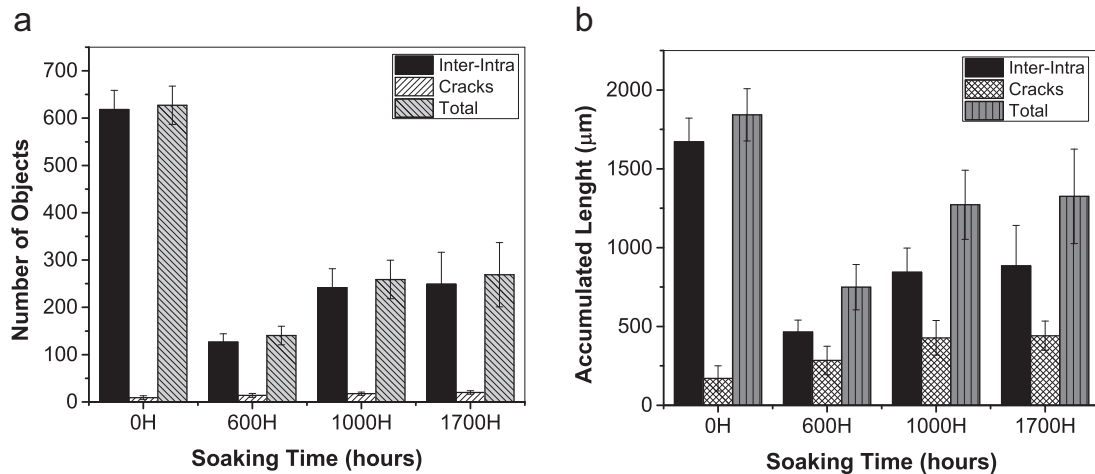 a
700
600
500
400
300
200
100
0
Number of Objects
Inter-Intra
Cracks
Total
0H 600H 1000H 1700H
Soaking Time (hours)
b
2000
1500
1000
500
0
Accumulated Lenght (μm)
Inter-Intra
Cracks
Total
0H 600H 1000H 1700H
Soaking Time (hours)